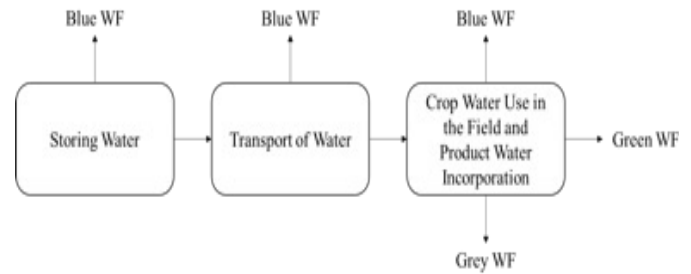 Blue WF
Blue WF
Blue WF
Storing Water
Transport of Water
Crop Water Use in
the Field and
Product Water
Incorporation
Green WF
Grey WF